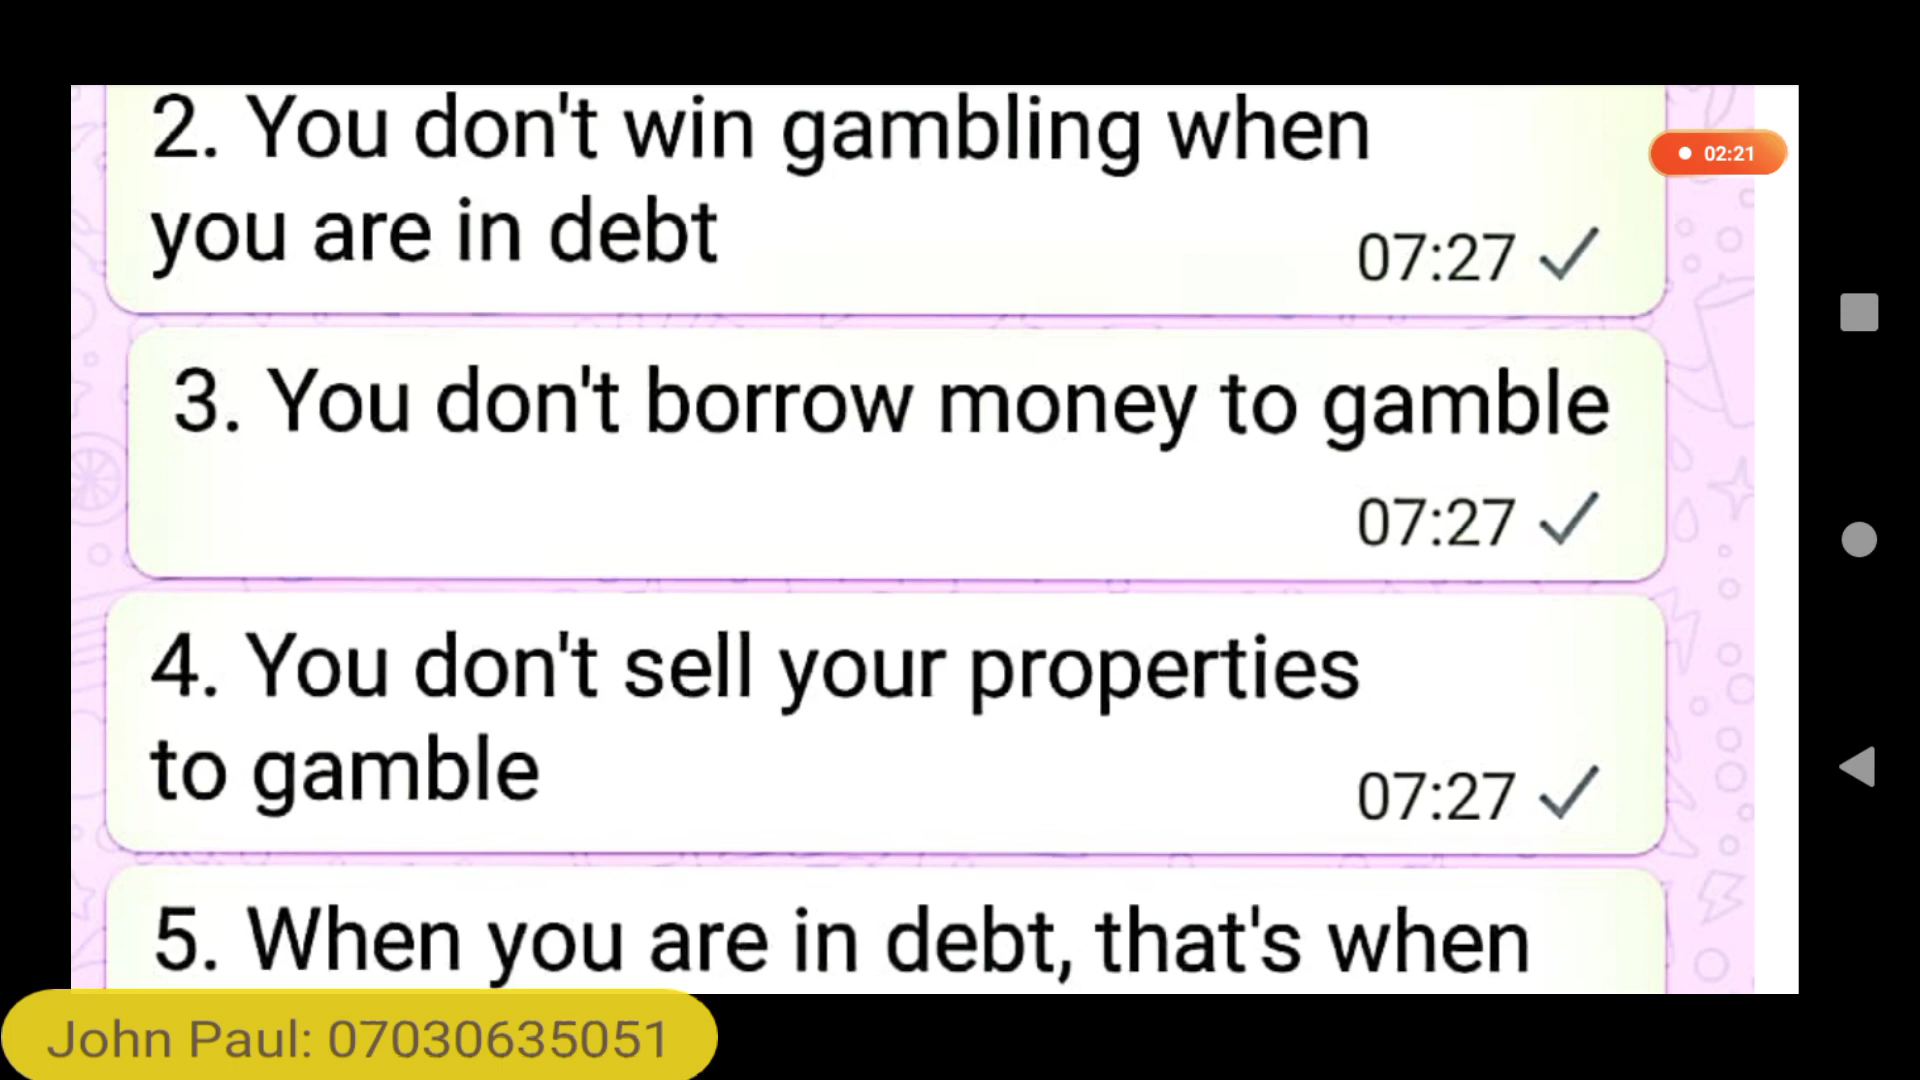 2. You don't win gambling when
you are in debt
07:27
02:21
3. You don't borrow money to gamble
07:27
4. You don't sell your properties
to gamble
07:27
5. When you are in debt, that's when
John Paul: 07030635051